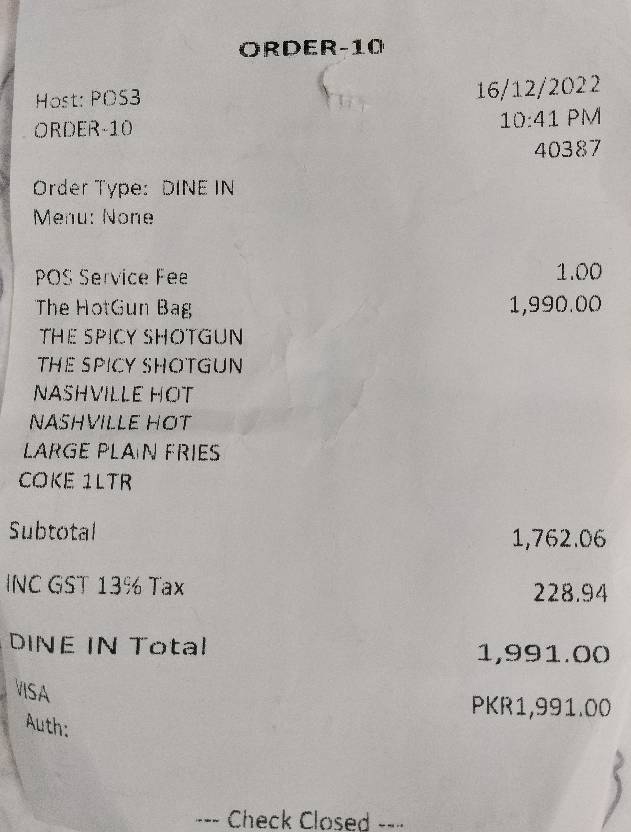 ORDER-10
Host: POS3 16/12/2022
ORDER-10 10:41 PM
40387
Order Type: DINE IN
Menu: None
POS Service Fee 1.00
The HotGun Bag 1,990.00
THE SPICY SHOTGUN
THE SPICY SHOTGUN
NASHVILLE HOT
NASHVILLE HOT
LARGE PLAIN FRIES
COKE 1LTR
Subtotal 1,762.06
INC GST 13% Tax 228.94
DINE IN Total 1,991.00
VISA PKR1,991.00
Auth:
--- Check Closed ---